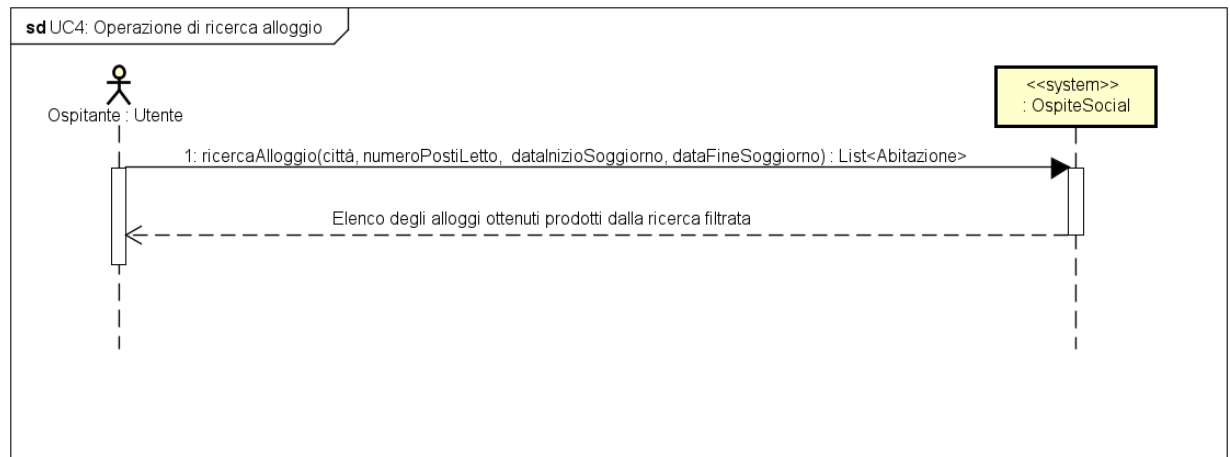 sd UC4: Operazione di ricerca alloggio
Ospitante : Utente
<<system>>
: OspiteSocial
1: ricercaAlloggio(città, numeroPostiLetto, dataInizioSoggiorno, dataFineSoggiorno) : List<Abitazione>
Elenco degli alloggi ottenuti prodotti dalla ricerca filtrata